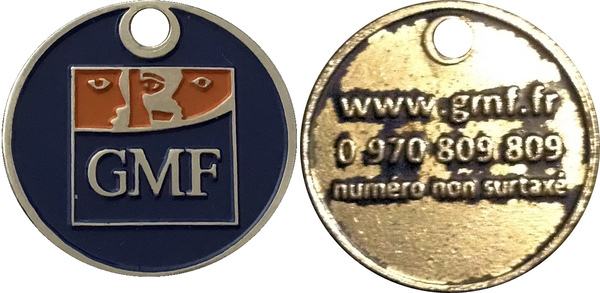 GMF
www.gmf.fr
0 970 809 809
numéro non surtaxé